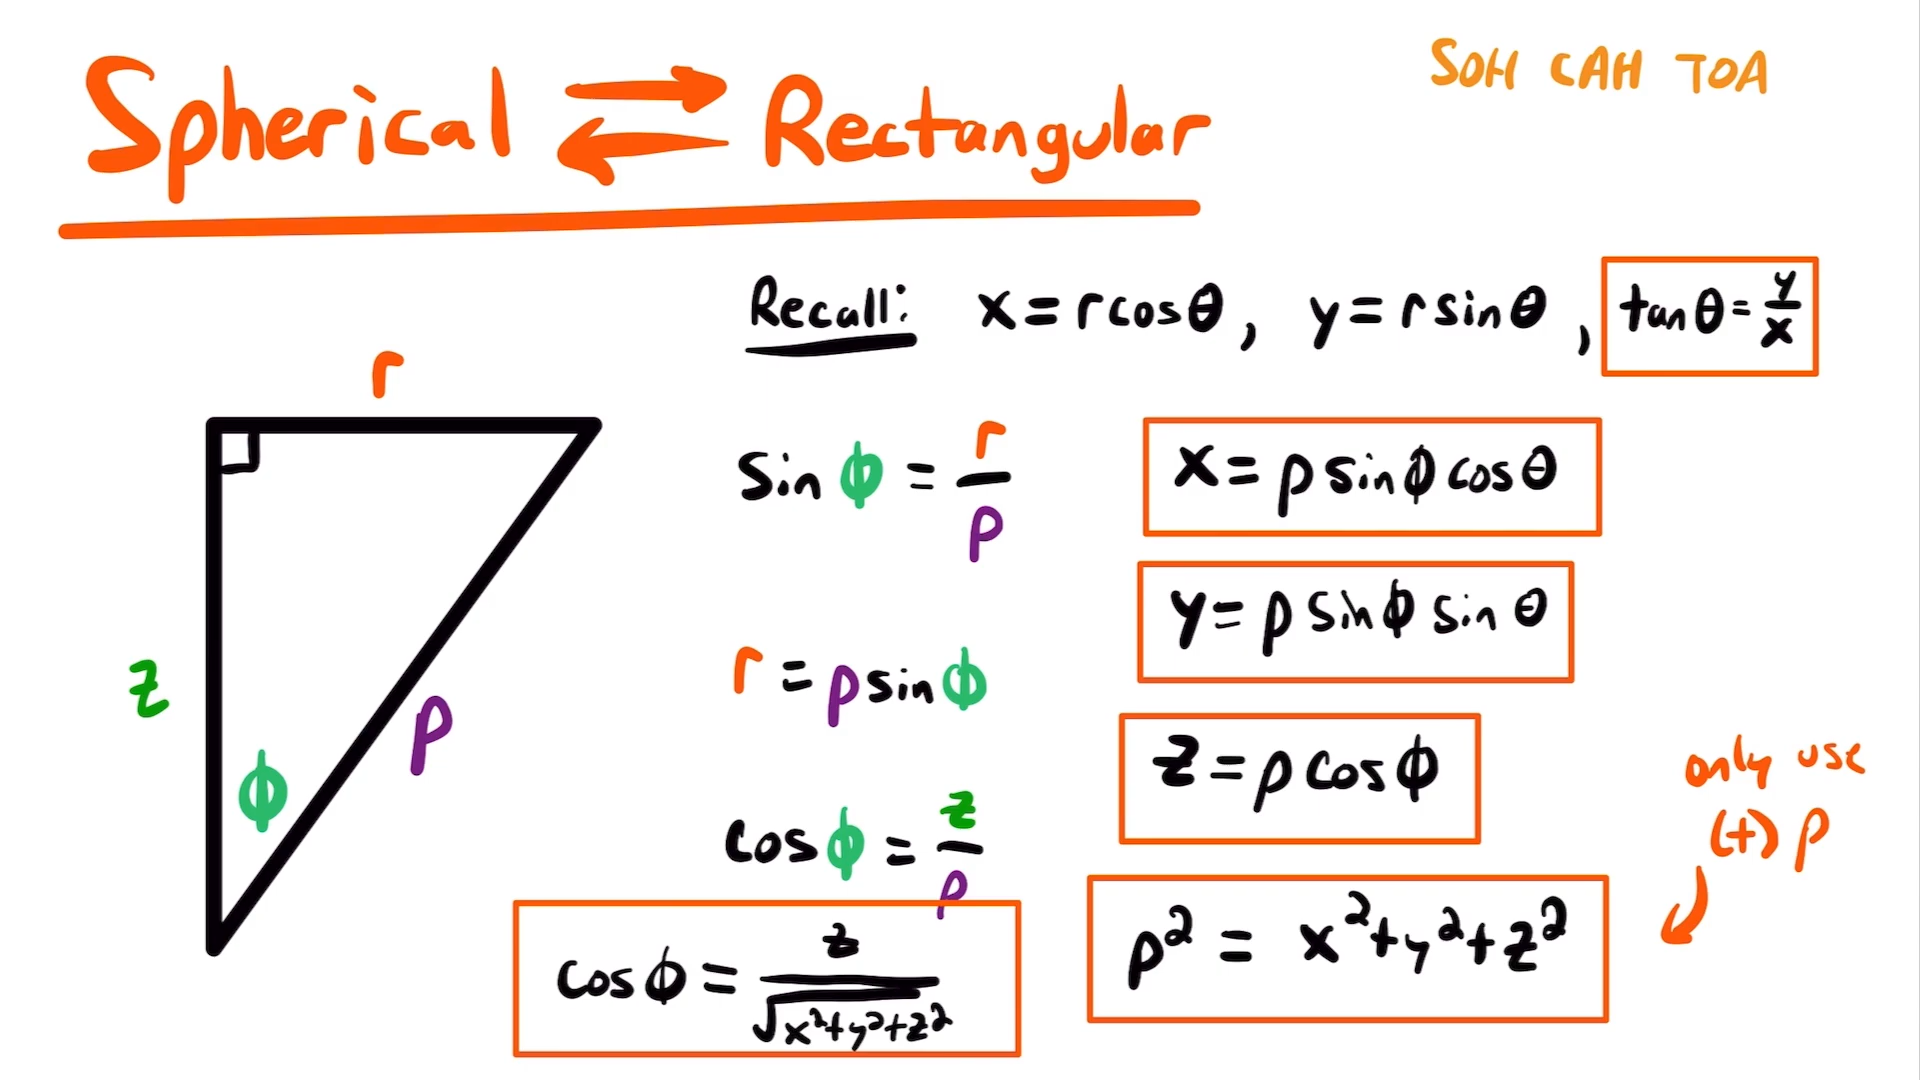 Spherical ⇄ Rectangular
SOH CAH TOA
Recall: x = r cos θ, y = r sin θ, tan θ = y/x
r
z
ϕ
ρ
sin ϕ = r/ρ
x = ρ sin ϕ cos θ
y = ρ sin ϕ sin θ
r = ρ sin ϕ
z = ρ cos ϕ
only use
(+) ρ
cos ϕ = z/ρ
cos ϕ = z/√(x²+y²+z²)
ρ² = x²+y²+z²